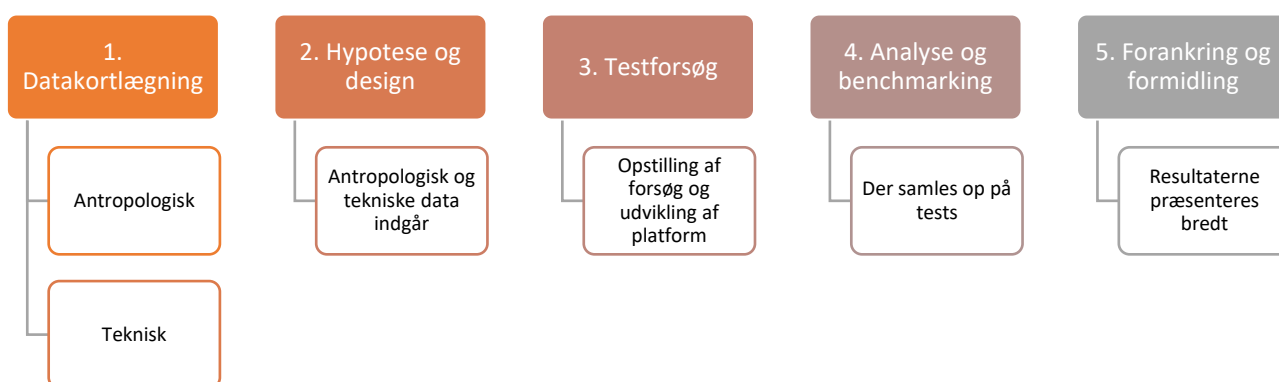 1.
Datakortlægning
Antropologisk
Teknisk
2. Hypotese og
design
Antropologisk og
tekniske data
indgår
3. Testforsøg
Opstilling af
forsøg og
udvikling af
platform
4. Analyse og
benchmarking
Der samles op på
tests
5. Forankring og
formidling
Resultaterne
præsenteres
bredt